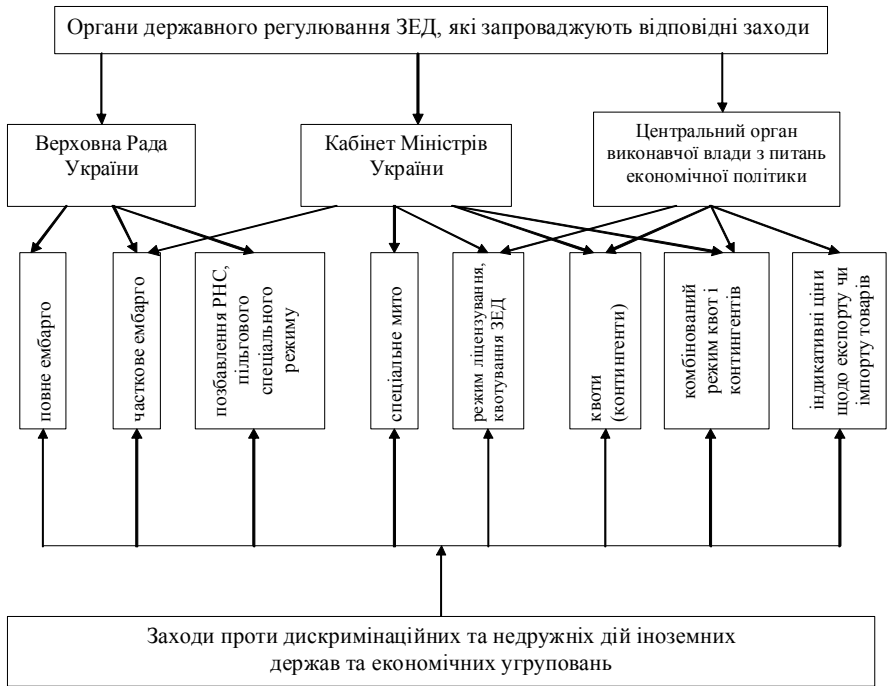 Органи державного регулювання ЗЕД, які запроваджують відповідні заходи
Верховна Рада
України
Кабінет Міністрів
України
Центральний орган
виконавчої влади з питань
економічної політики
повне ембарго
часткове ембарго
позбавлення РНС,
пільгового
спеціального
режиму
спеціальне мито
режим ліцензування,
квотування ЗЕД
квоти
(контингенти)
комбінований
режим квот і
контингентів
індикативні ціни
щодо експорту чи
імпорту товарів
Заходи проти дискримінаційних та недружніх дій іноземних
держав та економічних угруповань